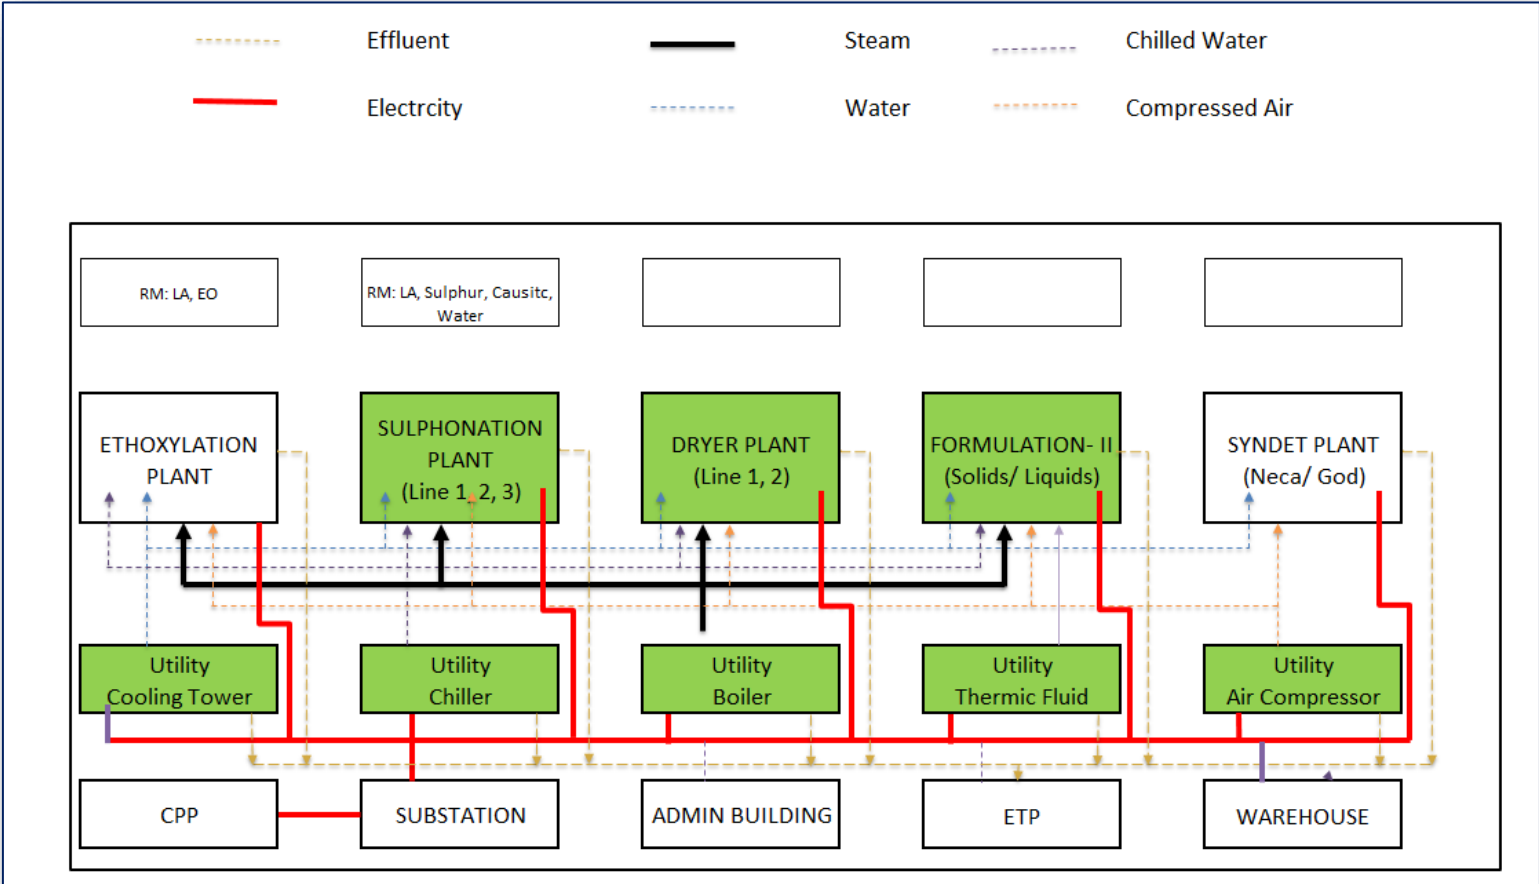 Effluent
Steam
Chilled Water
Electrcity
Water
Compressed Air
RM: LA, EO
RM: LA, Sulphur, Causitc,
Water
ETHOXYLATION
PLANT
SULPHONATION
PLANT
(Line 1, 2, 3)
DRYER PLANT
(Line 1, 2)
FORMULATION- II
(Solids/ Liquids)
SYNDET PLANT
(Neca/ God)
Utility
Cooling Tower
Utility
Chiller
Utility
Boiler
Utility
Thermic Fluid
Utility
Air Compressor
CPP
SUBSTATION
ADMIN BUILDING
ETP
WAREHOUSE